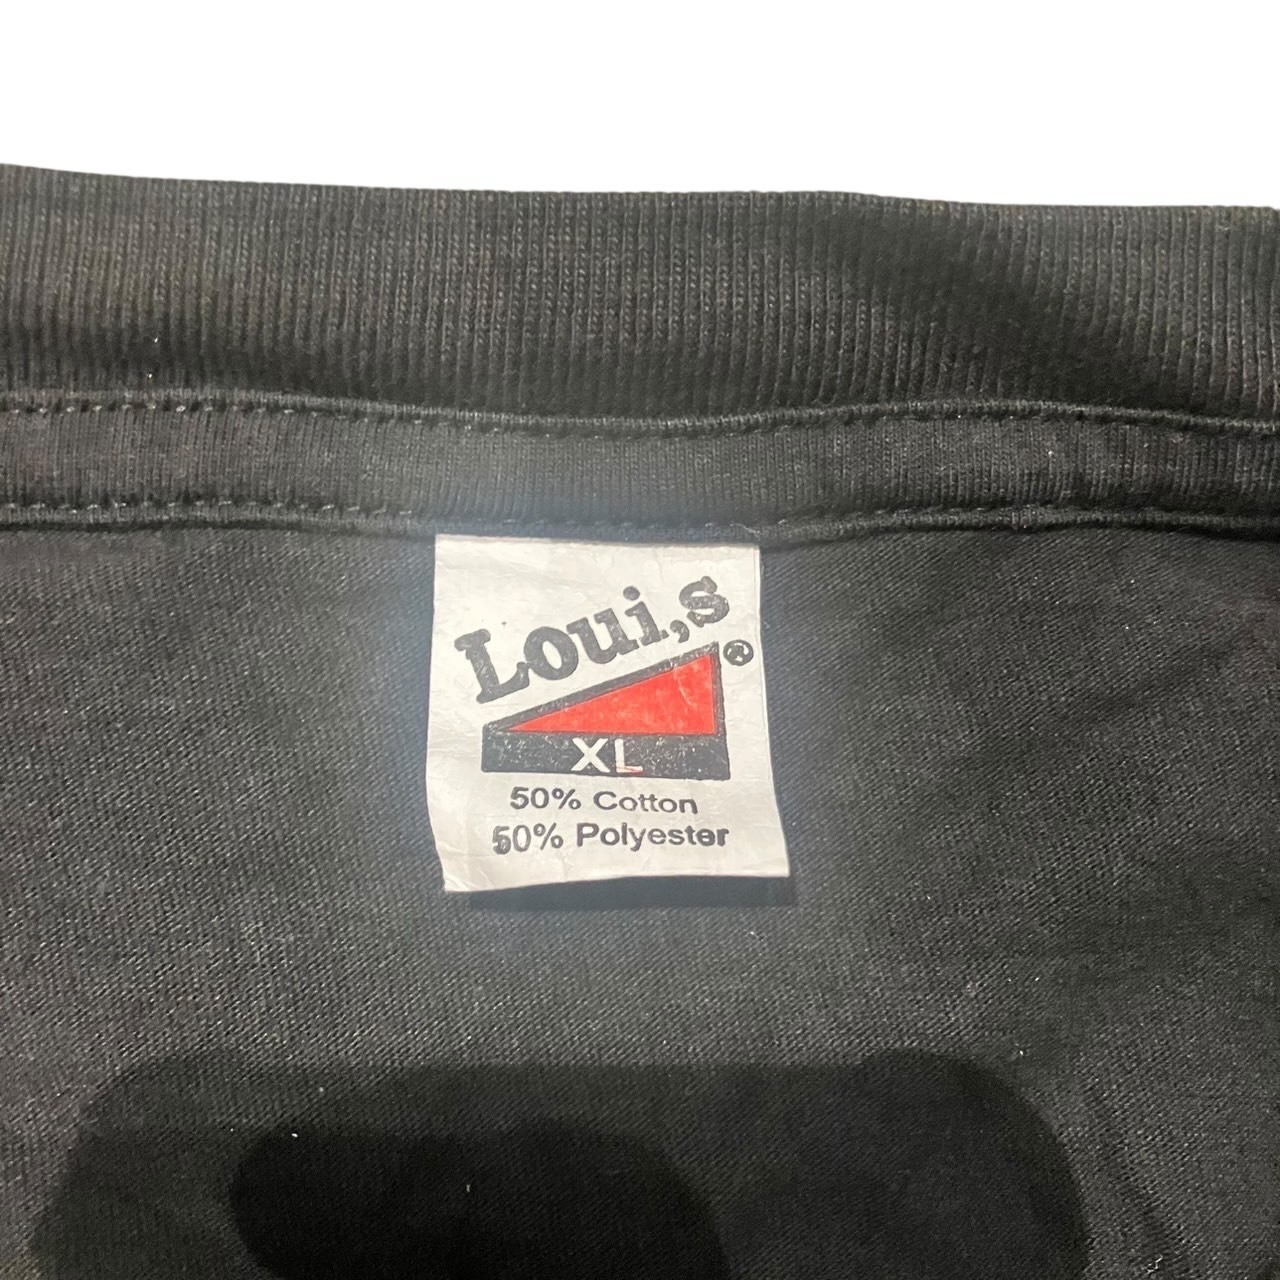 Loui,s ®
XL
50% Cotton
50% Polyester